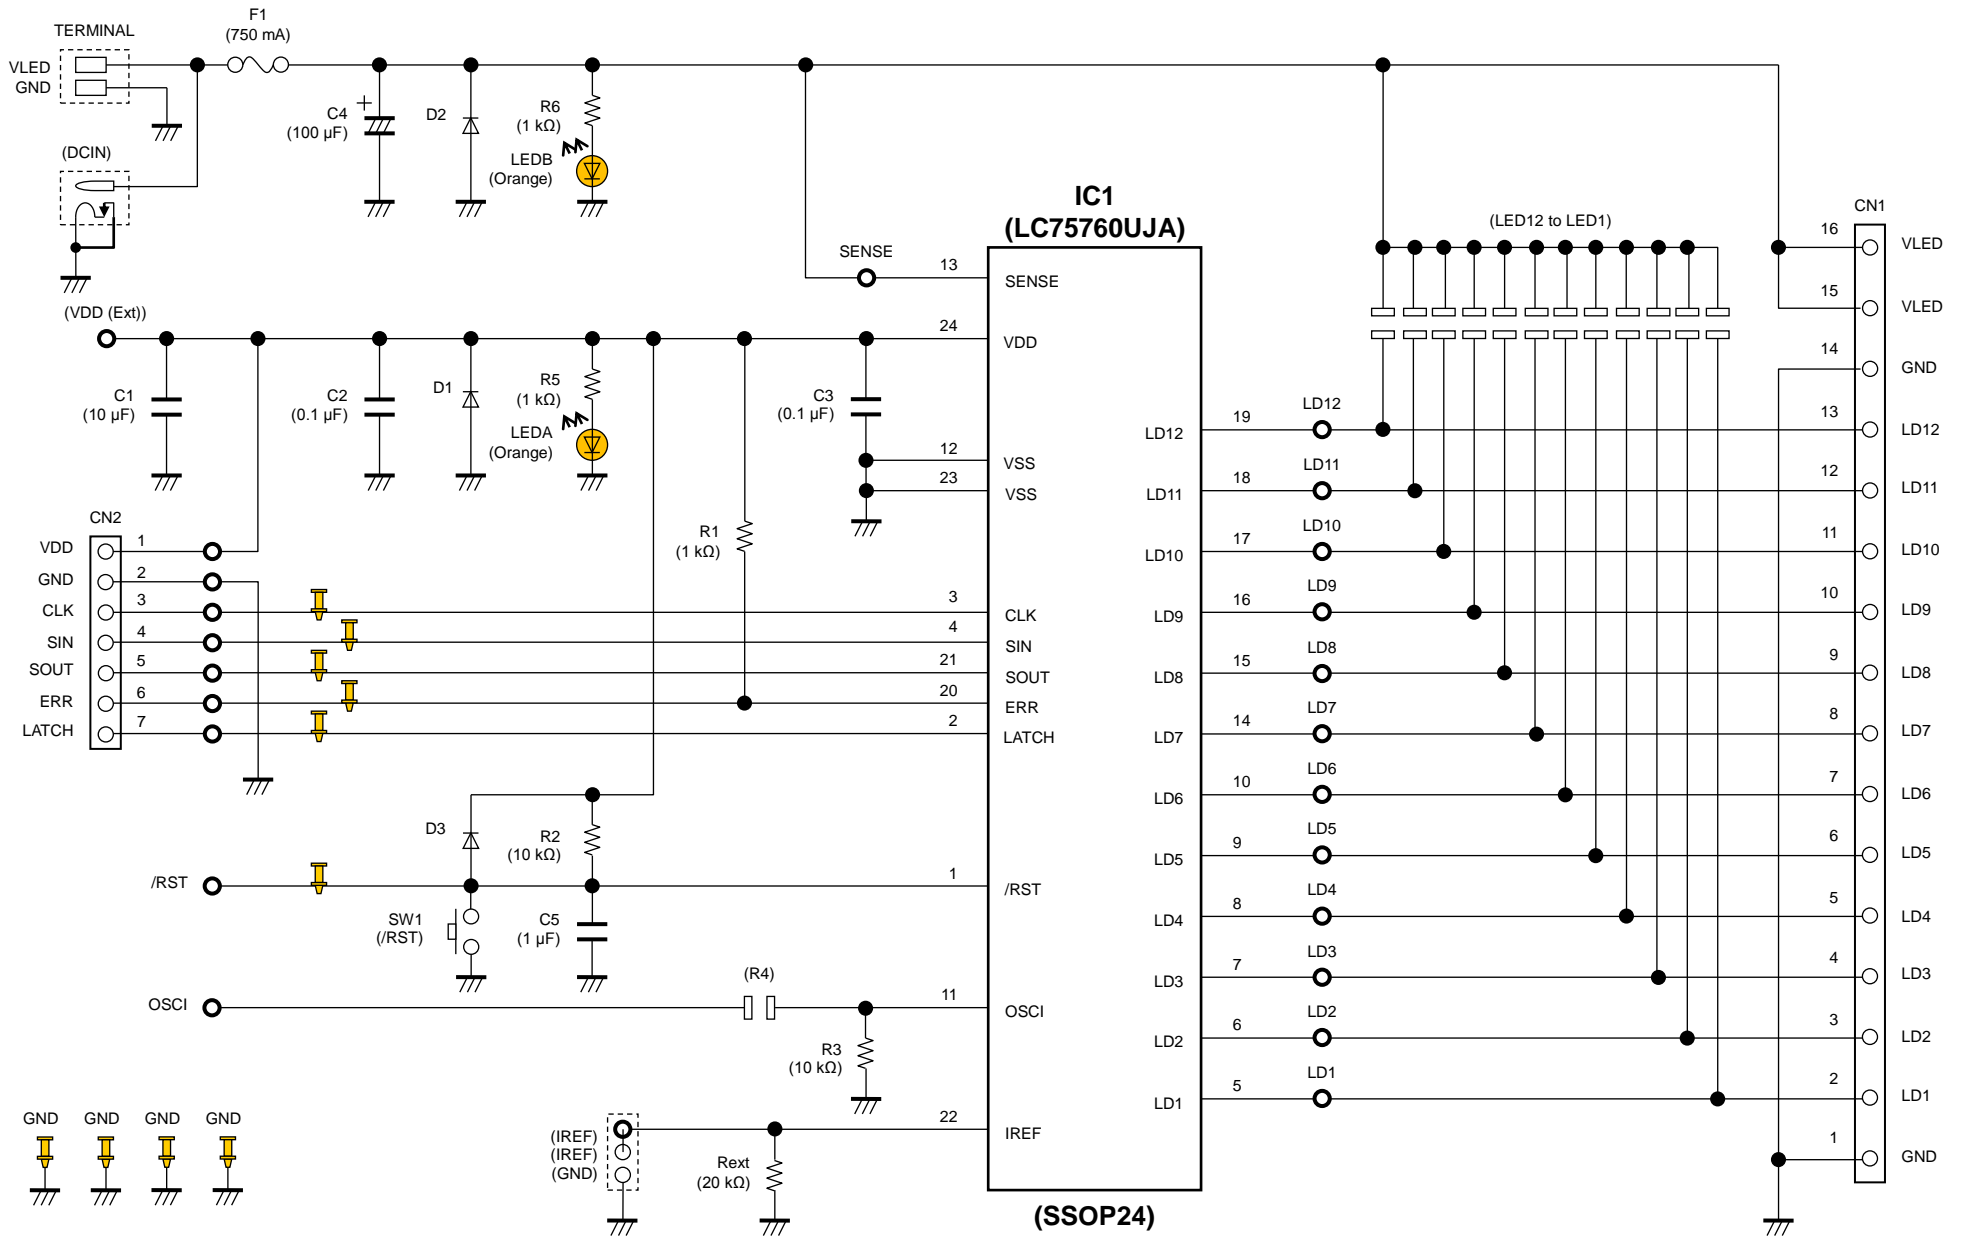 F1
(750 mA)
TERMINAL
VLED
GND
(DCIN)
C4
(100 µF)
D2
R6
(1 kΩ)
LEDB
(Orange)
IC1
(LC75760UJA)
(LED12 to LED1)
CN1
SENSE
13
SENSE
(VDD (Ext))
24
VDD
C1
(10 µF)
C2
(0.1 µF)
D1
R5
(1 kΩ)
LEDA
(Orange)
C3
(0.1 µF)
12
VSS
23
VSS
R1
(1 kΩ)
CN2
VDD
1
GND
2
CLK
3
3
CLK
SIN
4
4
SIN
SOUT
5
21
SOUT
ERR
6
20
ERR
LATCH
7
2
LATCH
D3
R2
(10 kΩ)
/RST
1
/RST
SW1
(/RST)
C5
(1 µF)
(R4)
OSCI
11
OSCI
R3
(10 kΩ)
22
IREF
(IREF)
(IREF)
(GND)
Rext
(20 kΩ)
GND
GND
GND
GND
(SSOP24)
LD12
19
LD12
LD11
18
LD11
LD10
17
LD10
LD9
16
LD9
LD8
15
LD8
LD7
14
LD7
LD6
10
LD6
LD5
9
LD5
LD4
8
LD4
LD3
7
LD3
LD2
6
LD2
LD1
5
LD1
16
VLED
15
VLED
14
GND
13
LD12
12
LD11
11
LD10
10
LD9
9
LD8
8
LD7
7
LD6
6
LD5
5
LD4
4
LD3
3
LD2
2
LD1
1
GND